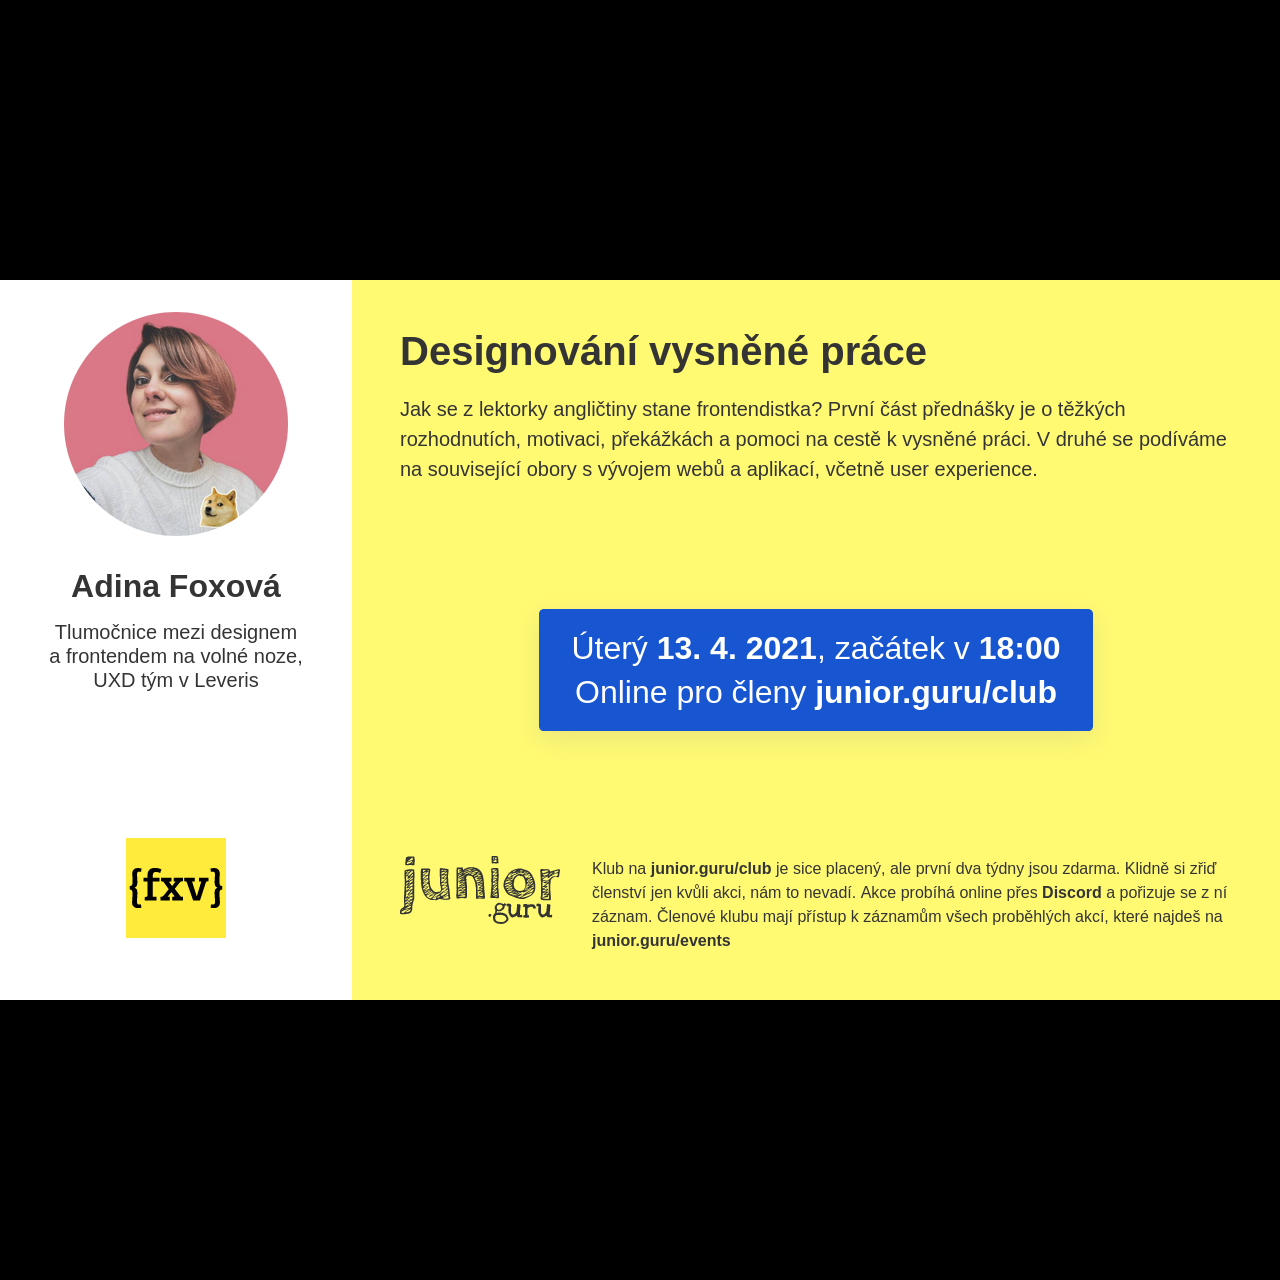 Adina Foxová
Tlumočnice mezi designem
a frontendem na volné noze,
UXD tým v Leveris
{fxv}
Designování vysněné práce
Jak se z lektorky angličtiny stane frontendistka? První část přednášky je o těžkých
rozhodnutích, motivaci, překážkách a pomoci na cestě k vysněné práci. V druhé se podíváme
na související obory s vývojem webů a aplikací, včetně user experience.
Úterý 13. 4. 2021, začátek v 18:00
Online pro členy junior.guru/club
junior
.guru
Klub na junior.guru/club je sice placený, ale první dva týdny jsou zdarma. Klidně si zřiď
členství jen kvůli akci, nám to nevadí. Akce probíhá online přes Discord a pořizuje se z ní
záznam. Členové klubu mají přístup k záznamům všech proběhlých akcí, které najdeš na
junior.guru/events